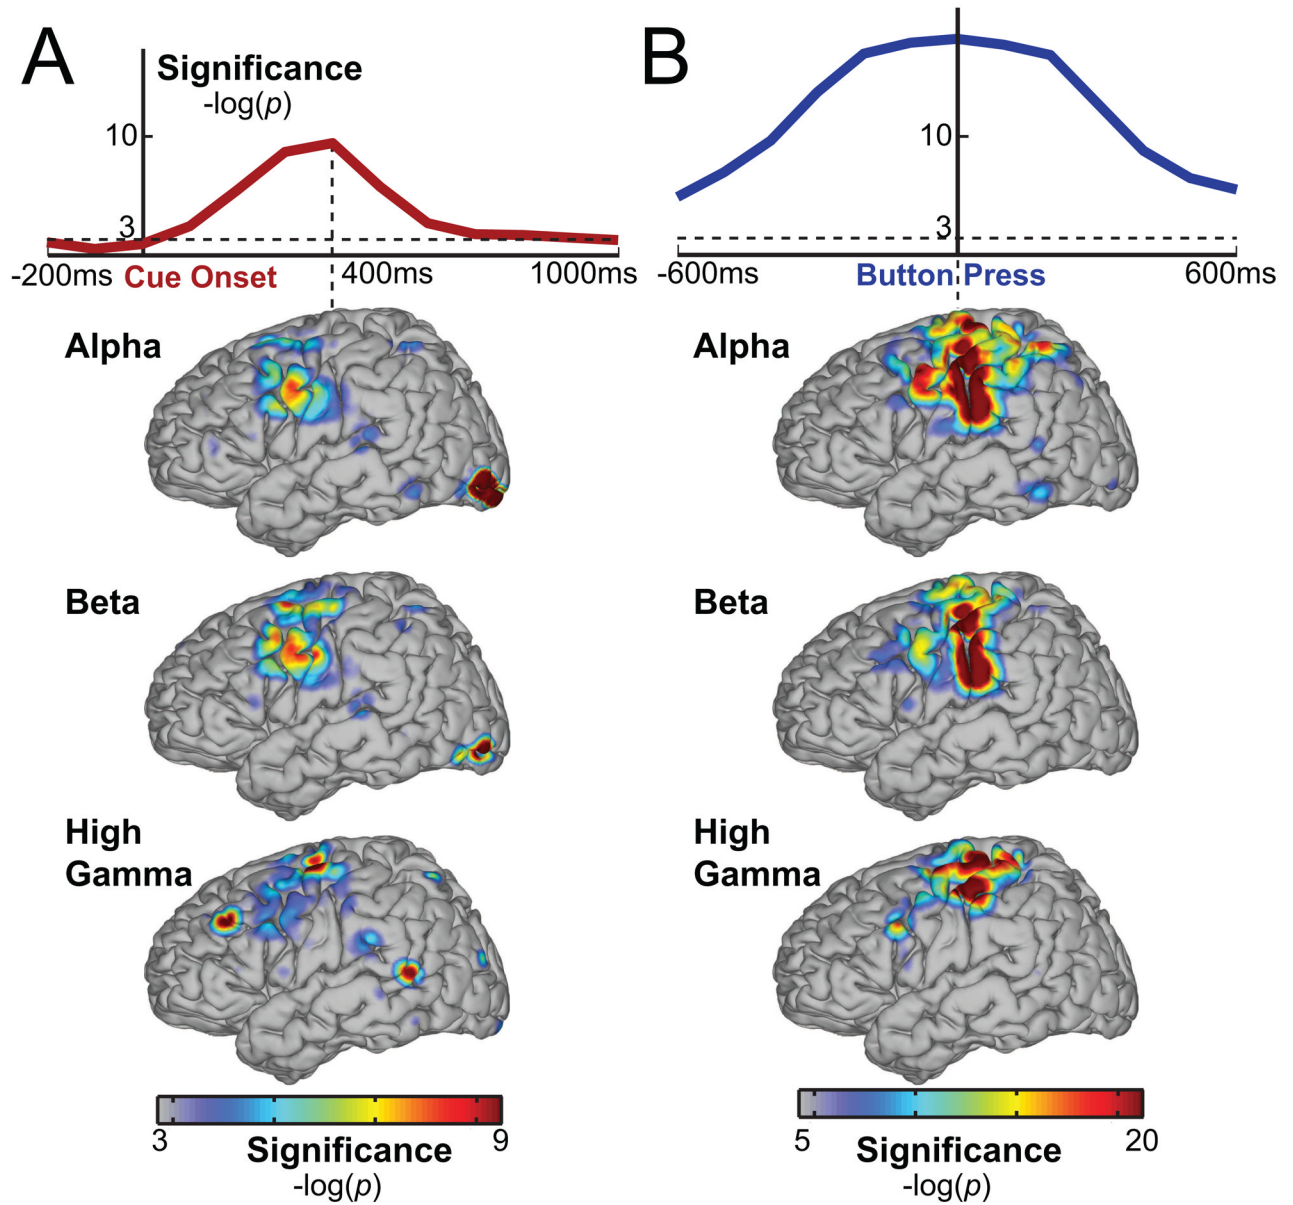 A
Significance
-log(p)
10
3
-200ms Cue Onset 400ms 1000ms
Alpha
Beta
High
Gamma
3 9
Significance
-log(p)
B
10
3
-600ms Button Press 600ms
Alpha
Beta
High
Gamma
5 20
Significance
-log(p)